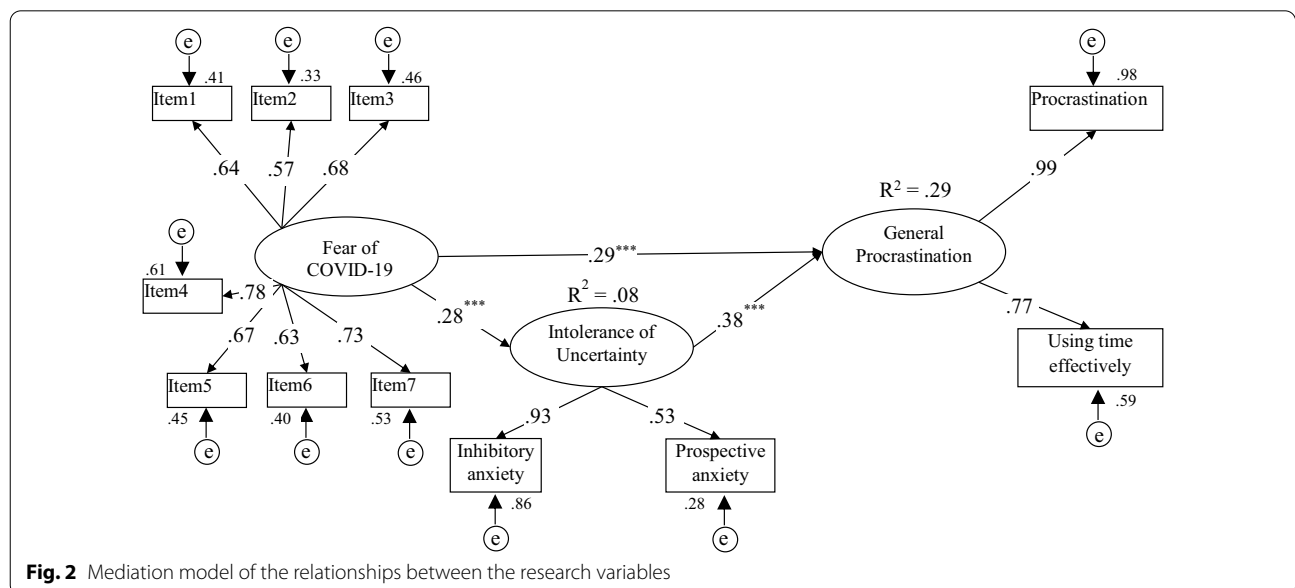 e
e
e
.41
.33
.46
Item1
Item2
Item3
.64
.57
.68
e
.61
Item4
.78
Fear of
COVID-19
.67
.63
.73
Item5
Item6
Item7
.45
.40
.53
e
e
e
.29***
.28***
R² = .08
Intolerance of
Uncertainty
.38***
.93
.53
Inhibitory
anxiety
Prospective
anxiety
.86
.28
e
e
R² = .29
General
Procrastination
e
.98
Procrastination
.99
.77
Using time
effectively
.59
e
Fig. 2 Mediation model of the relationships between the research variables